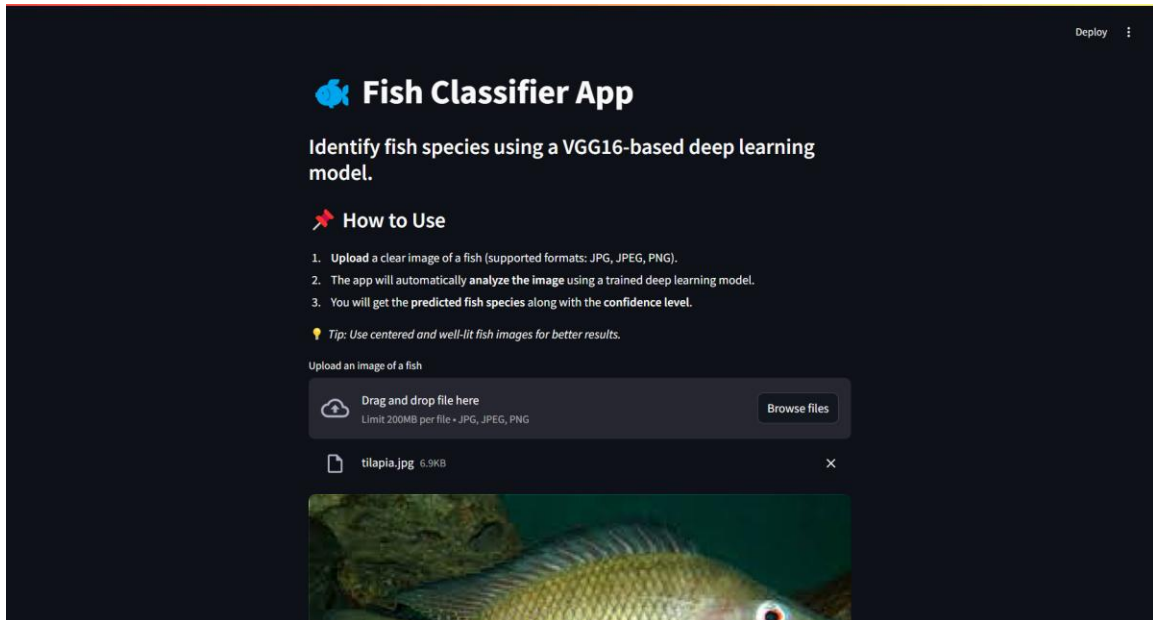 Deploy
Fish Classifier App
Identify fish species using a VGG16-based deep learning
model.
How to Use
1. Upload a clear image of a fish (supported formats: JPG, JPEG, PNG).
2. The app will automatically analyze the image using a trained deep learning model.
3. You will get the predicted fish species along with the confidence level.
Tip: Use centered and well-lit fish images for better results.
Upload an image of a fish
Drag and drop file here
Limit 200MB per file • JPG, JPEG, PNG
Browse files
tilapia.jpg 6.9KB